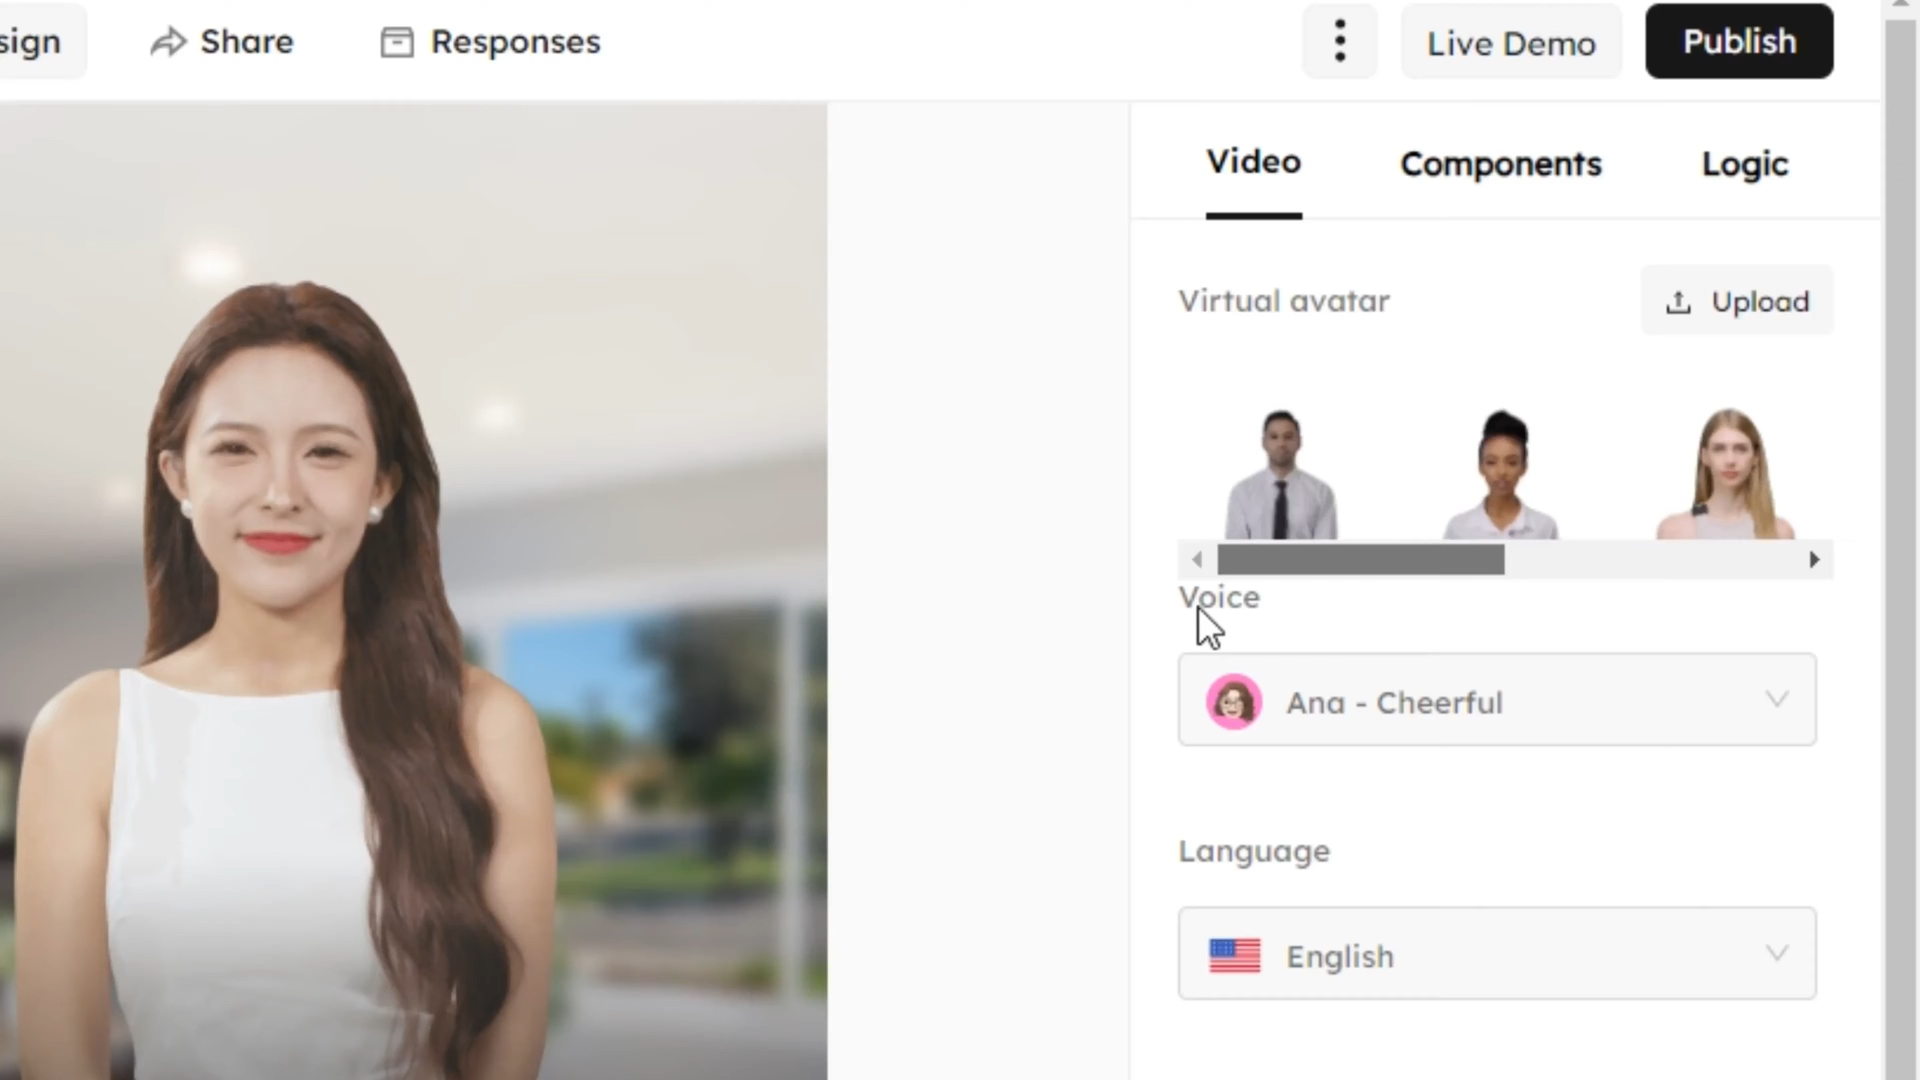 sign
Share
Responses
Live Demo
Publish
Video
Components
Logic
Virtual avatar
Upload
Voice
Ana - Cheerful
Language
English